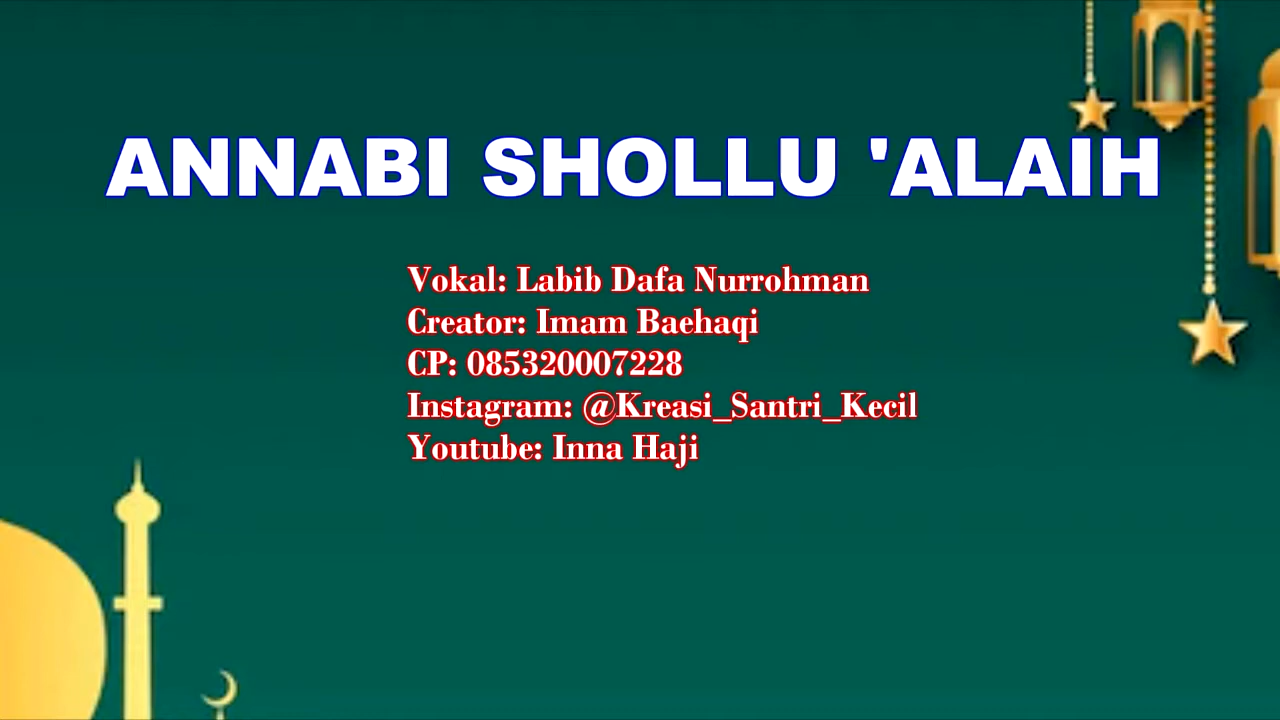 ANNABI SHOLLU 'ALAIH
Vokal: Labib Dafa Nurrohman
Creator: Imam Baehaqi
CP: 085320007228
Instagram: @Kreasi_Santri_Kecil
Youtube: Inna Haji